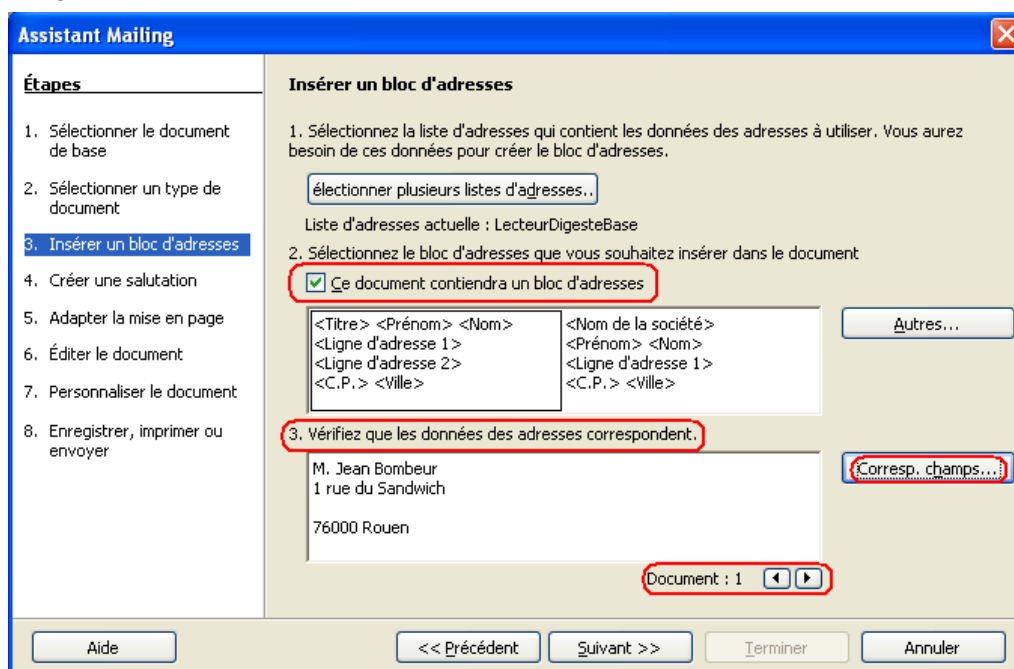 Assistant Mailing
Étapes
1. Sélectionner le document
de base
2. Sélectionner un type de
document
3. Insérer un bloc d'adresses
4. Créer une salutation
5. Adapter la mise en page
6. Éditer le document
7. Personnaliser le document
8. Enregistrer, imprimer ou
envoyer
Insérer un bloc d'adresses
1. Sélectionnez la liste d'adresses qui contient les données des adresses à utiliser. Vous aurez
besoin de ces données pour créer le bloc d'adresses.
électionner plusieurs listes d'adresses..
Liste d'adresses actuelle : LecteurDigesteBase
2. Sélectionnez le bloc d'adresses que vous souhaitez insérer dans le document
Ce document contiendra un bloc d'adresses
<Titre> <Prénom> <Nom>
<Ligne d'adresse 1>
<Ligne d'adresse 2>
<C.P.> <Ville>
<Nom de la société>
<Prénom> <Nom>
<Ligne d'adresse 1>
<C.P.> <Ville>
Autres...
3. Vérifiez que les données des adresses correspondent.
M. Jean Bombeur
1 rue du Sandwich
76000 Rouen
Corresp. champs...
Document : 1
Aide
<< Précédent
Suivant >>
Terminer
Annuler